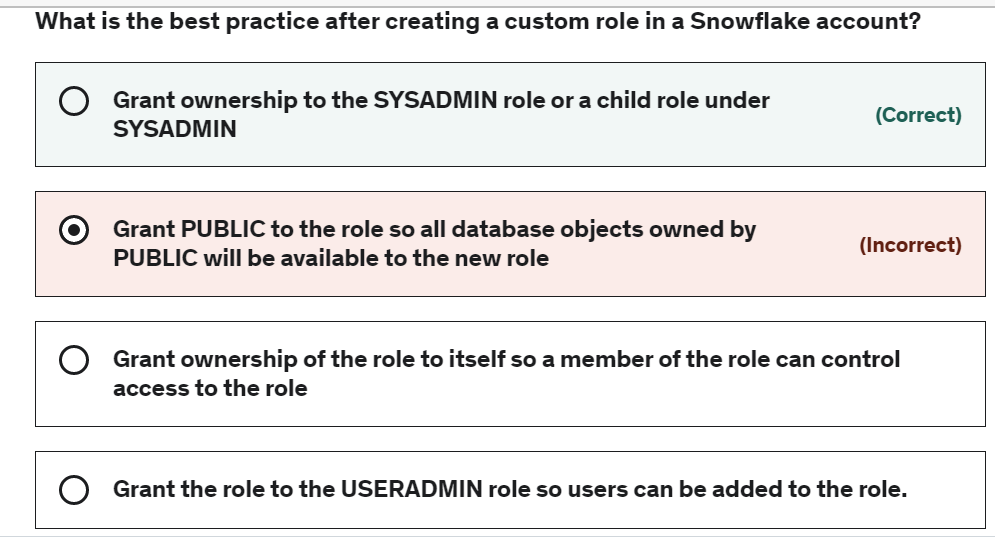 What is the best practice after creating a custom role in a Snowflake account?
Grant ownership to the SYSADMIN role or a child role under
SYSADMIN
(Correct)
Grant PUBLIC to the role so all database objects owned by
PUBLIC will be available to the new role
(Incorrect)
Grant ownership of the role to itself so a member of the role can control
access to the role
Grant the role to the USERADMIN role so users can be added to the role.